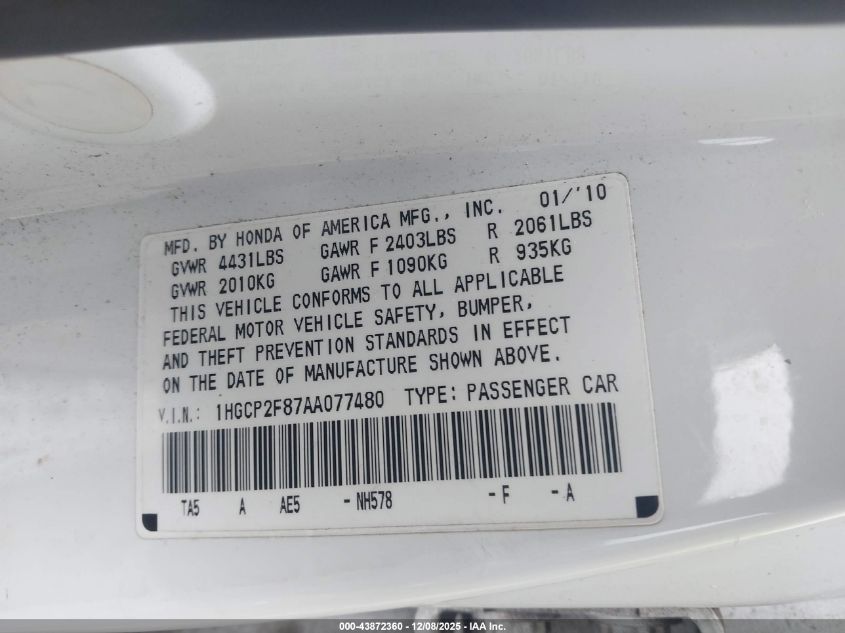 MFD. BY HONDA OF AMERICA MFG., INC. 01/'10
GVWR 4431LBS GAWR F 2403LBS R 2061LBS
GVWR 2010KG GAWR F 1090KG R 935KG
THIS VEHICLE CONFORMS TO ALL APPLICABLE
FEDERAL MOTOR VEHICLE SAFETY, BUMPER,
AND THEFT PREVENTION STANDARDS IN EFFECT
ON THE DATE OF MANUFACTURE SHOWN ABOVE.
V.I.N.: 1HGCP2F87AA077480 TYPE: PASSENGER CAR
TA5 A AE5 -NH578 -F -A
000-43872360 - 12/08/2025 - IAA Inc.